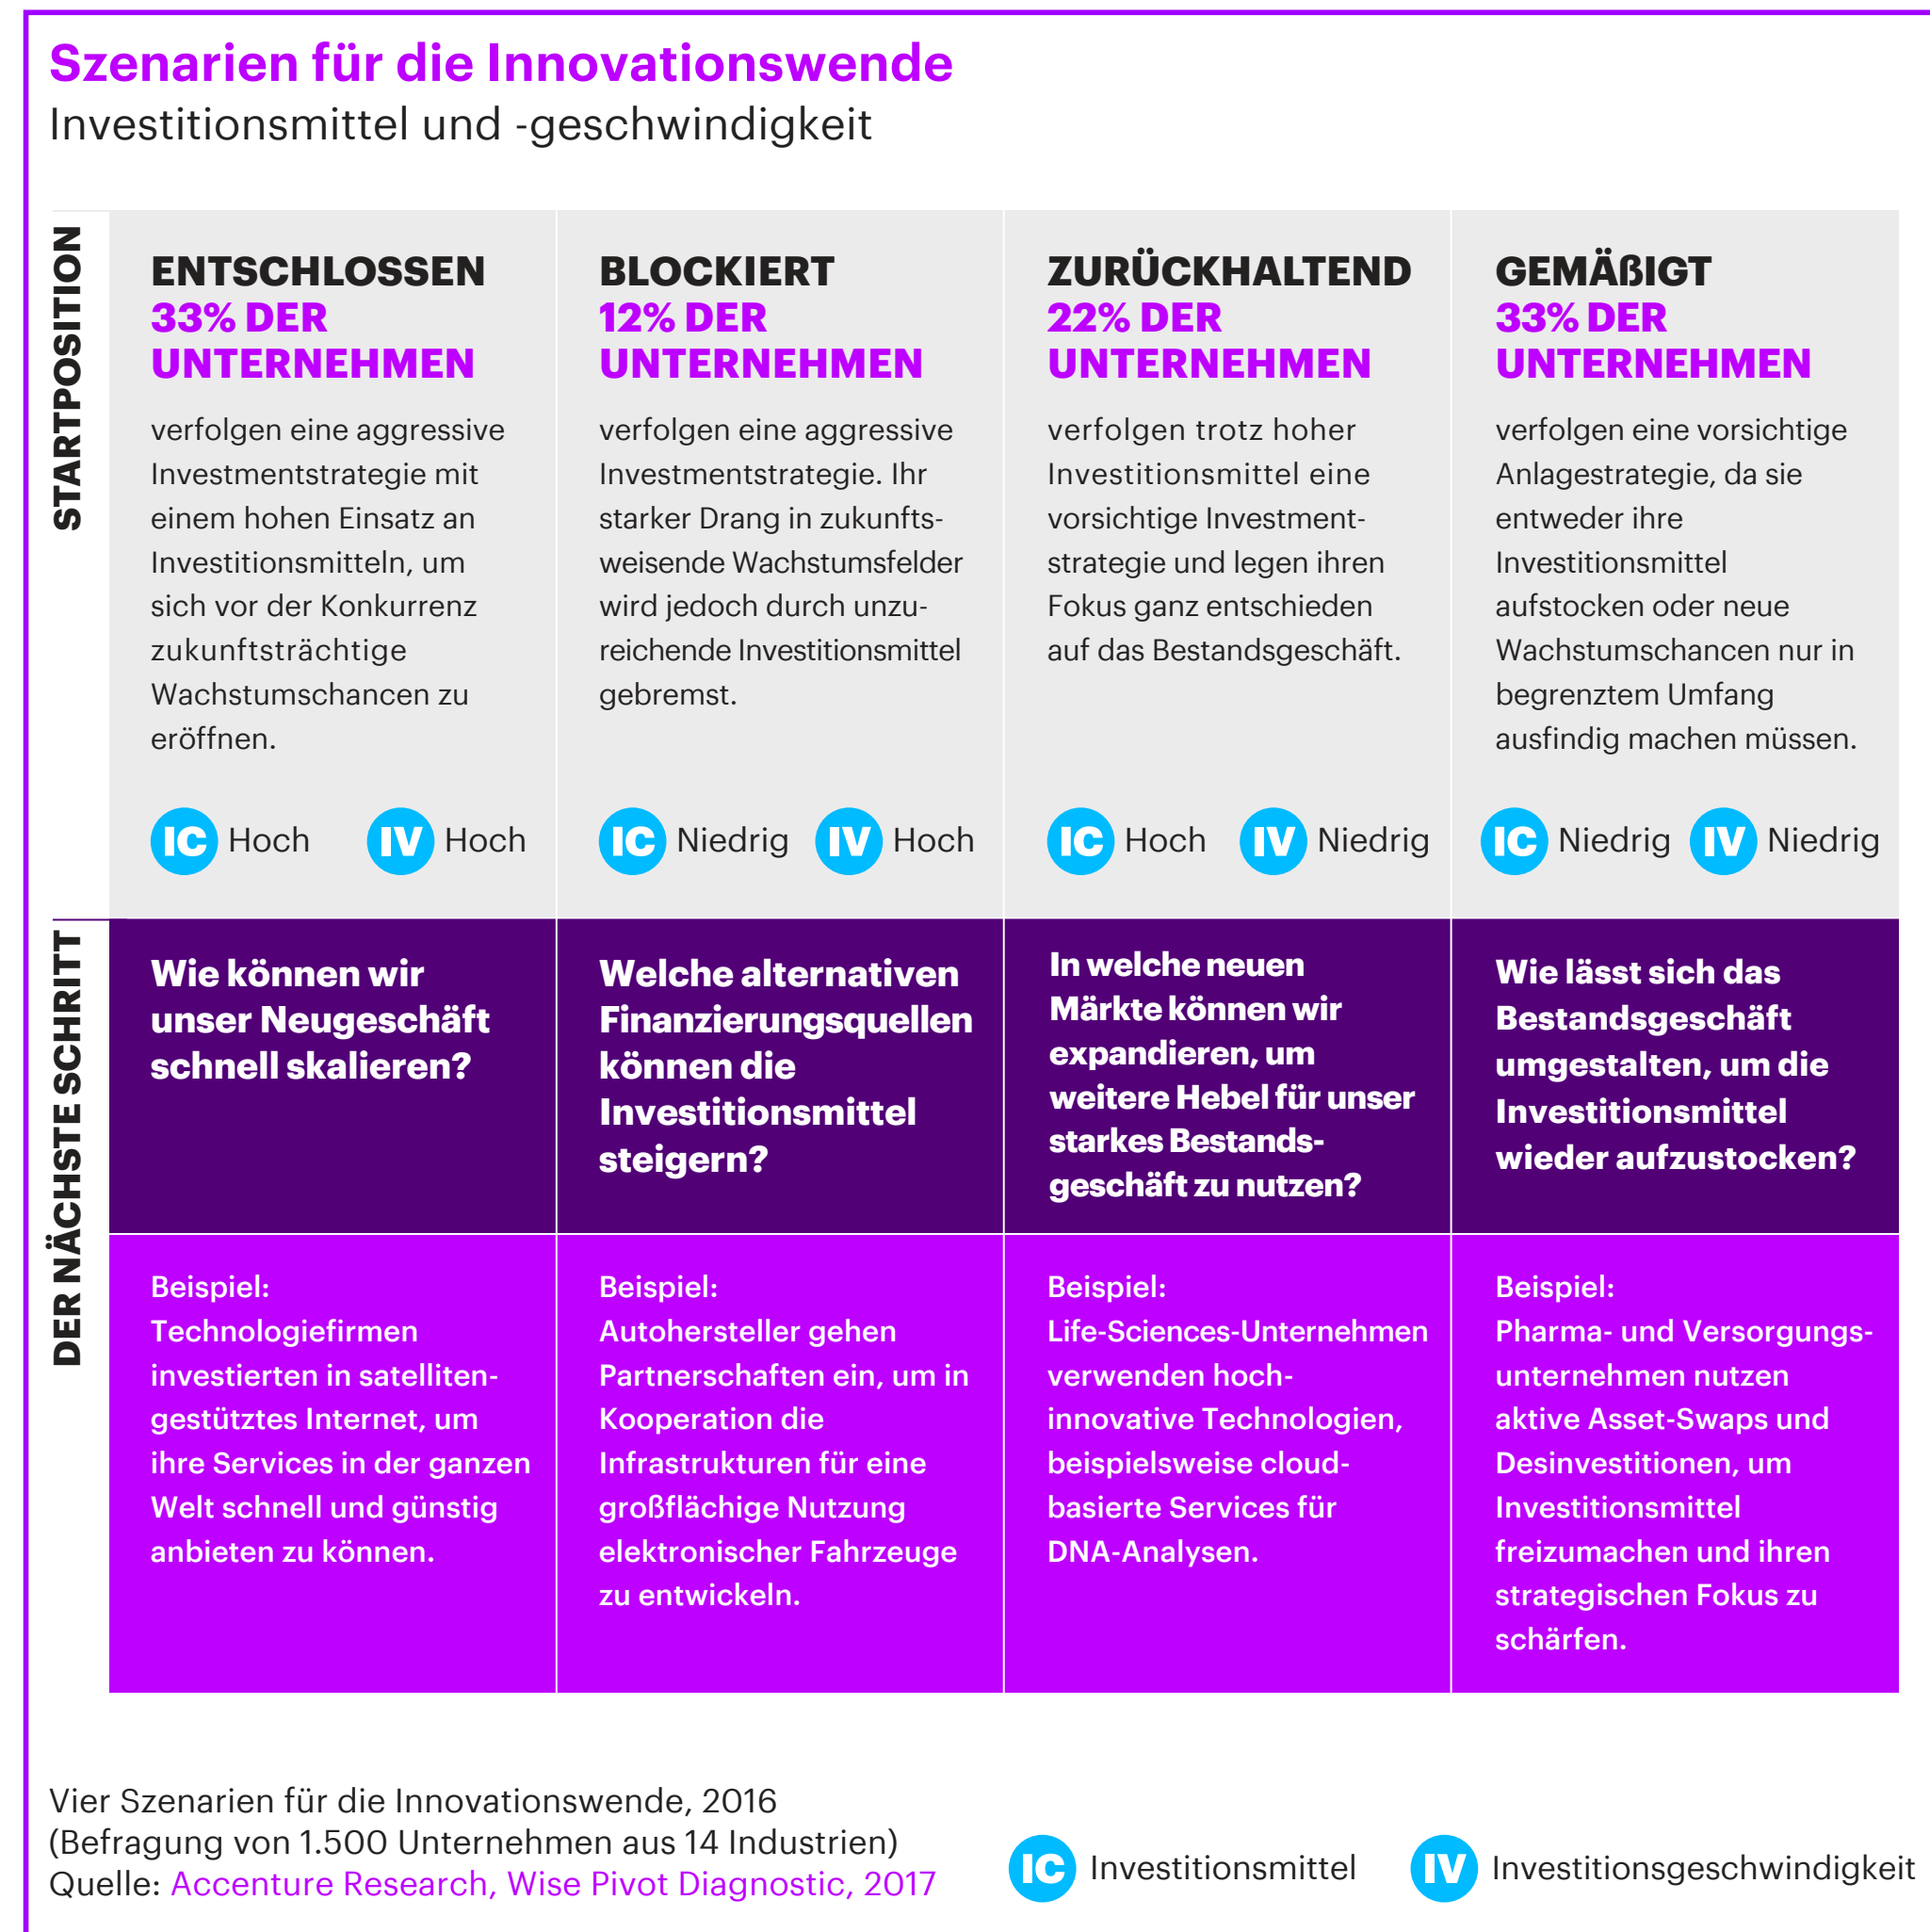 Szenarien für die Innovationswende
Investitionsmittel und -geschwindigkeit
STARTPOSITION
ENTSCHLOSSEN
33% DER
UNTERNEHMEN
verfolgen eine aggressive
Investmentstrategie mit
einem hohen Einsatz an
Investitionsmitteln, um
sich vor der Konkurrenz
zukunftsträchtige
Wachstumschancen zu
eröffnen.
IC Hoch IV Hoch
BLOCKIERT
12% DER
UNTERNEHMEN
verfolgen eine aggressive
Investmentstrategie. Ihr
starker Drang in zukunfts-
weisende Wachstumsfelder
wird jedoch durch unzu-
reichende Investitionsmittel
gebremst.
IC Niedrig IV Hoch
ZURÜCKHALTEND
22% DER
UNTERNEHMEN
verfolgen trotz hoher
Investitionsmittel eine
vorsichtige Investment-
strategie und legen ihren
Fokus ganz entschieden
auf das Bestandsgeschäft.
IC Hoch IV Niedrig
GEMÄßIGT
33% DER
UNTERNEHMEN
verfolgen eine vorsichtige
Anlagestrategie, da sie
entweder ihre
Investitionsmittel
aufstocken oder neue
Wachstumschancen nur in
begrenztem Umfang
ausfindig machen müssen.
IC Niedrig IV Niedrig
DER NÄCHSTE SCHRITT
Wie können wir
unser Neugeschäft
schnell skalieren?
Welche alternativen
Finanzierungsquellen
können die
Investitionsmittel
steigern?
In welche neuen
Märkte können wir
expandieren, um
weitere Hebel für unser
starkes Bestands-
geschäft zu nutzen?
Wie lässt sich das
Bestandsgeschäft
umgestalten, um die
Investitionsmittel
wieder aufzustocken?
Beispiel:
Technologiefirmen
investierten in satelliten-
gestütztes Internet, um
ihre Services in der ganzen
Welt schnell und günstig
anbieten zu können.
Beispiel:
Autohersteller gehen
Partnerschaften ein, um in
Kooperation die
Infrastrukturen für eine
großflächige Nutzung
elektronischer Fahrzeuge
zu entwickeln.
Beispiel:
Life-Sciences-Unternehmen
verwenden hoch-
innovative Technologien,
beispielsweise cloud-
basierte Services für
DNA-Analysen.
Beispiel:
Pharma- und Versorgungs-
unternehmen nutzen
aktive Asset-Swaps und
Desinvestitionen, um
Investitionsmittel
freizumachen und ihren
strategischen Fokus zu
schärfen.
Vier Szenarien für die Innovationswende, 2016
(Befragung von 1.500 Unternehmen aus 14 Industrien)
Quelle: Accenture Research, Wise Pivot Diagnostic, 2017
IC Investitionsmittel IV Investitionsgeschwindigkeit